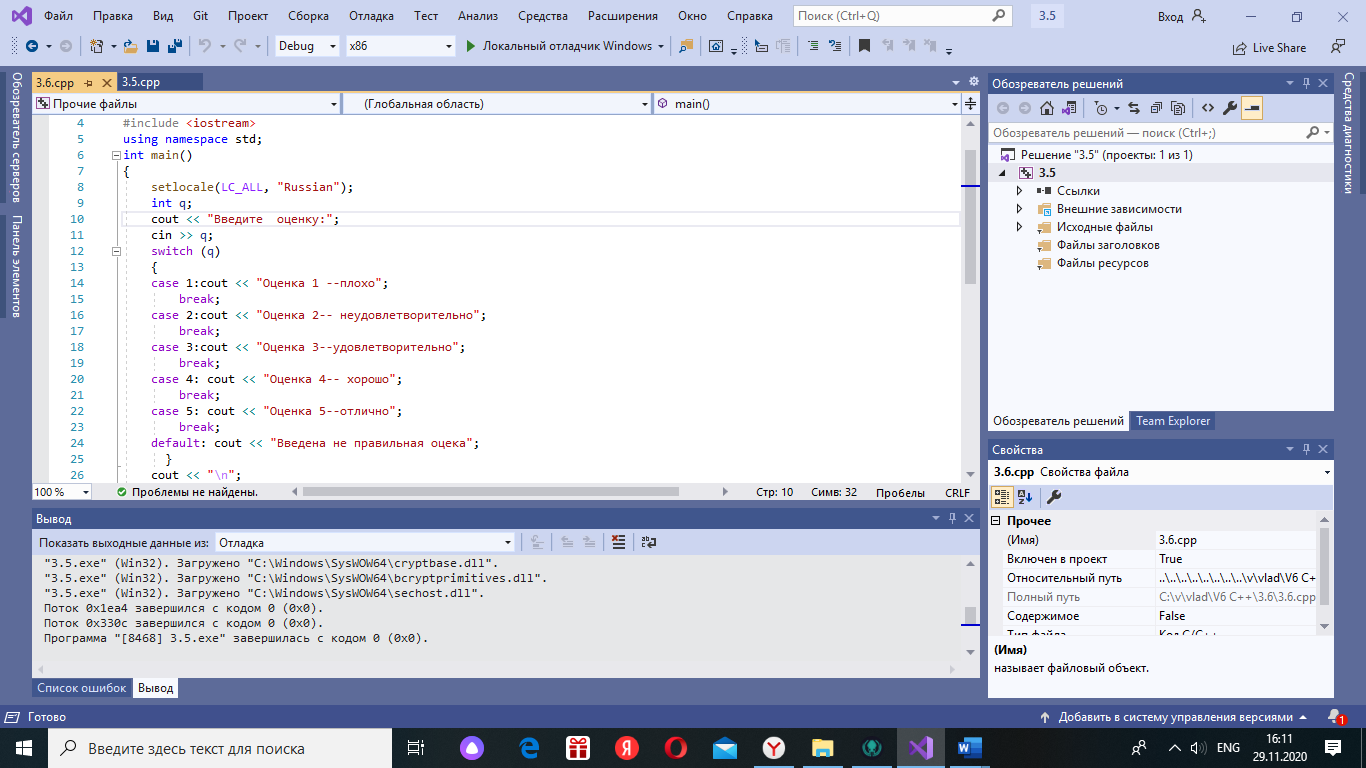 Файл Правка Вид Git Проект Сборка Отладка Тест Анализ Средства Расширения Окно Справка Поиск (Ctrl+Q) 3.5 Вход
Debug x86 Локальный отладчик Windows Live Share
Обозреватель серверов
Панель элементов
3.6.cpp 3.5.cpp
Прочие файлы (Глобальная область) main()
4 #include <iostream>
5 using namespace std;
6 int main()
7 {
8 setlocale(LC_ALL, "Russian");
9 int q;
10 cout << "Введите  оценку:";
11 cin >> q;
12 switch (q)
13 {
14 case 1:cout << "Оценка 1 --плохо";
15 break;
16 case 2:cout << "Оценка 2-- неудовлетворительно";
17 break;
18 case 3:cout << "Оценка 3--удовлетворительно";
19 break;
20 case 4: cout << "Оценка 4-- хорошо";
21 break;
22 case 5: cout << "Оценка 5--отлично";
23 break;
24 default: cout << "Введена не правильная оцека";
25 }
26 cout << "\n";
100 % Проблемы не найдены. Стр: 10 Симв: 32 Пробелы CRLF
Вывод
Показать выходные данные из: Отладка
"3.5.exe" (Win32). Загружено "C:\Windows\SysWOW64\cryptbase.dll".
"3.5.exe" (Win32). Загружено "C:\Windows\SysWOW64\bcryptprimitives.dll".
"3.5.exe" (Win32). Загружено "C:\Windows\SysWOW64\sechost.dll".
Поток 0x1ea4 завершился с кодом 0 (0x0).
Поток 0x330c завершился с кодом 0 (0x0).
Программа "[8468] 3.5.exe" завершилась с кодом 0 (0x0).
Список ошибок Вывод
Обозреватель решений
Обозреватель решений — поиск (Ctrl+;)
Решение "3.5" (проекты: 1 из 1)
3.5
Ссылки
Внешние зависимости
Исходные файлы
Файлы заголовков
Файлы ресурсов
Обозреватель решений Team Explorer
Свойства
3.6.cpp Свойства файла
Прочее
(Имя) 3.6.cpp
Включен в проект True
Относительный путь ..\..\..\..\..\..\..\..\v\vlad\V6 C+
Полный путь C:\v\vlad\V6 C++\3.6\3.6.cpp
Содержимое False
Тип файла Код C/C++
(Имя)
называет файловый объект.
Средства диагностики
Готово Добавить в систему управления версиями 1
Введите здесь текст для поиска ENG 16:11
29.11.2020